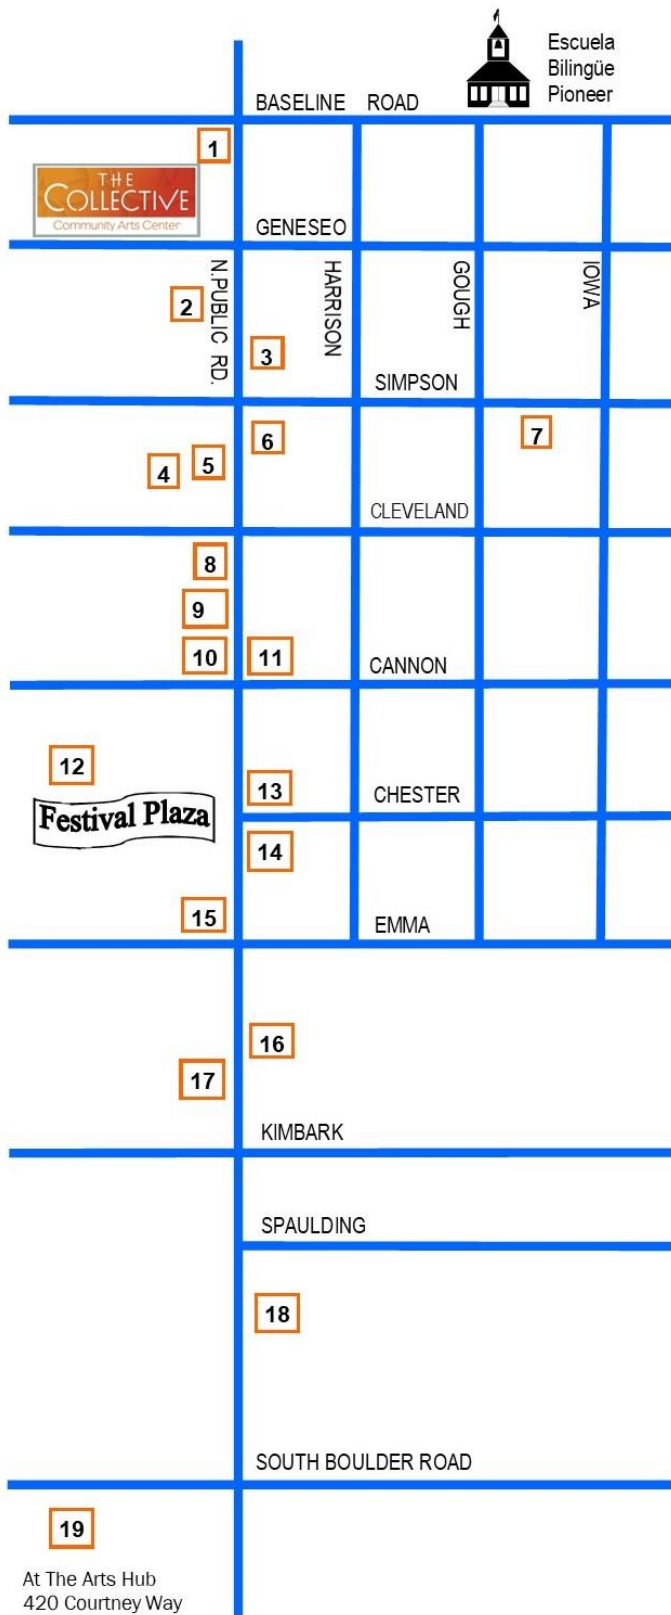 Escuela
Bilingüe
Pioneer
BASELINE ROAD
1
THE
COLLECTIVE
Community Arts Center
GENESEO
N.PUBLIC RD.
HARRISON
GOUGH
IOWA
2
3
SIMPSON
6
7
5
4
CLEVELAND
8
9
10
11
CANNON
12
13
CHESTER
Festival Plaza
14
15
EMMA
16
17
KIMBARK
SPAULDING
18
SOUTH BOULDER ROAD
19
At The Arts Hub
420 Courtney Way